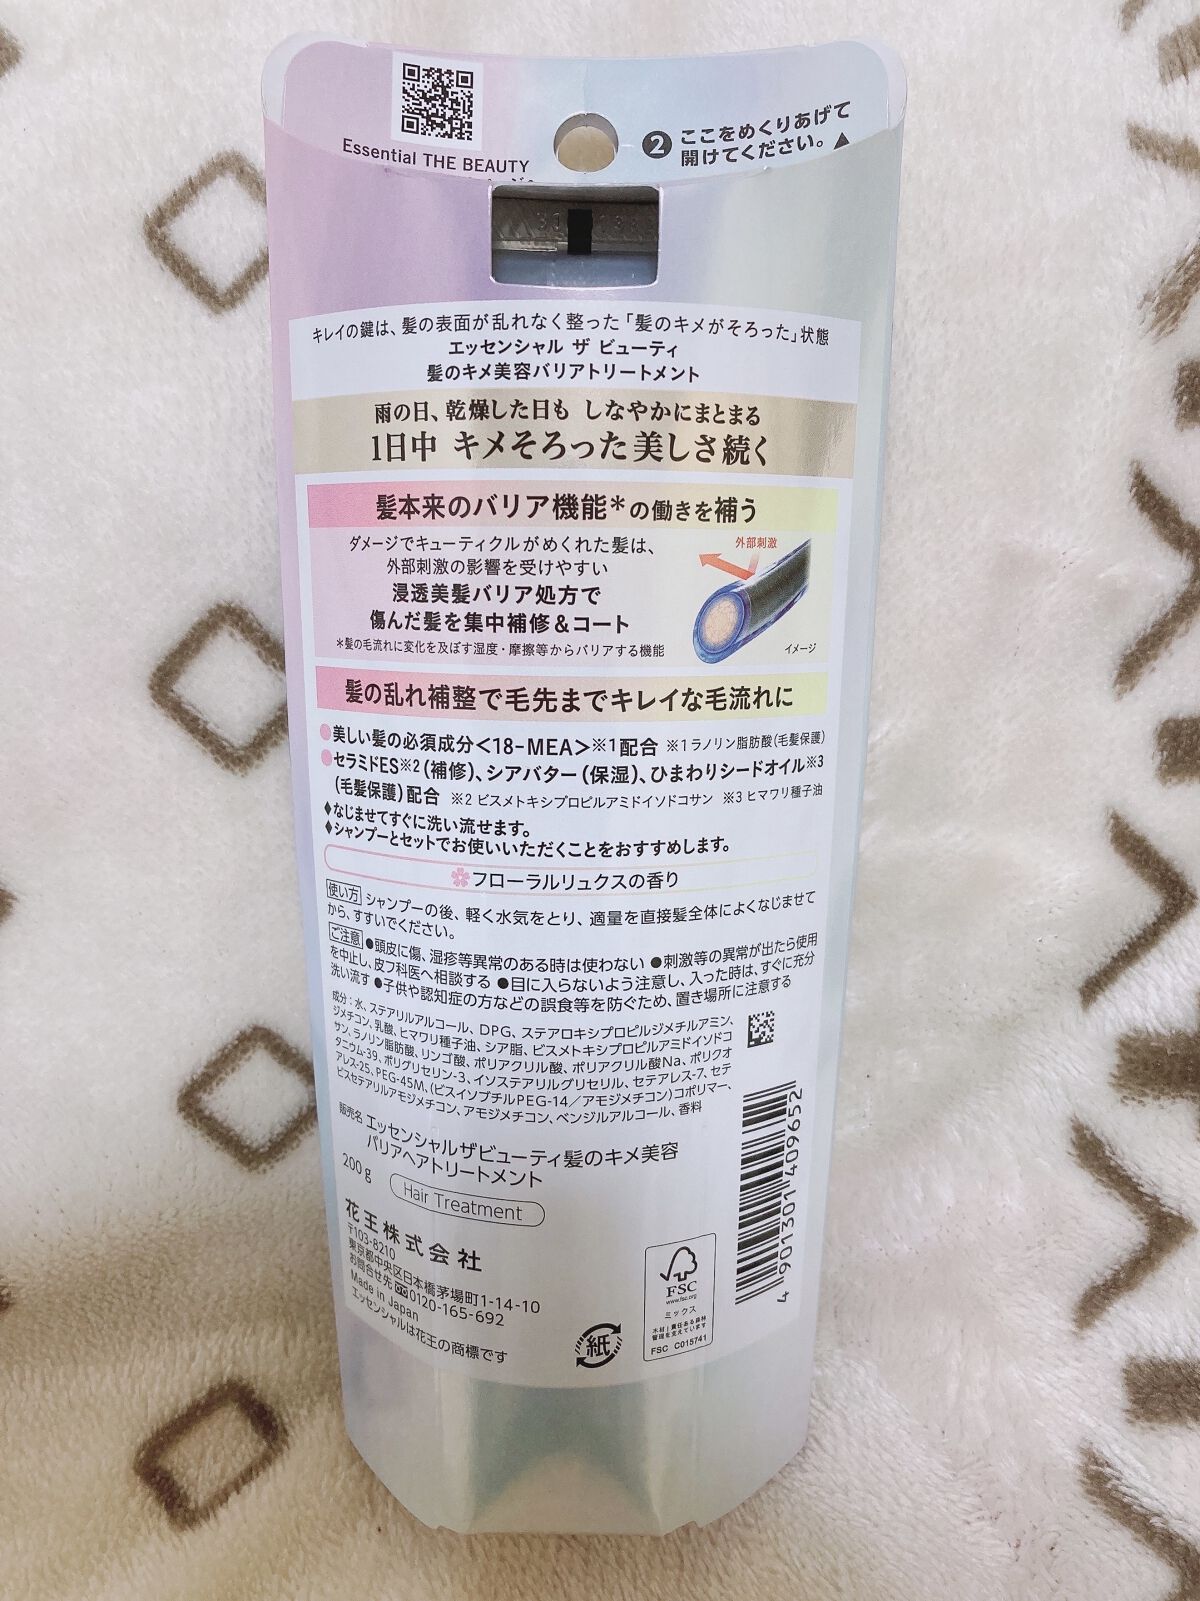 Essential THE BEAUTY
❷ ここをめくりあげて
開けてください。▲
キレイの鍵は、髪の表面が乱れなく整った「髪のキメがそろった」状態
エッセンシャル ザ ビューティ
髪のキメ美容バリアトリートメント
雨の日、乾燥した日も しなやかにまとまる
1日中 キメそろった美しさ続く
髪本来のバリア機能*の働きを補う
ダメージでキューティクルがめくれた髪は、
外部刺激の影響を受けやすい
浸透美髪バリア処方で
傷んだ髪を集中補修&コート
*髪の毛流れに変化を及ぼす湿度・摩擦等からバリアする機能
外部刺激
イメージ
髪の乱れ補整で毛先までキレイな毛流れに
●美しい髪の必須成分<18-MEA>※1配合 ※1 ラノリン脂肪酸(毛髪保護)
●セラミドES※2(補修)、シアバター(保湿)、ひまわりシードオイル※3
(毛髪保護)配合 ※2 ビスメトキシプロピルアミドイソドコサン ※3 ヒマワリ種子油
♦なじませてすぐに洗い流せます。
♦シャンプーとセットでお使いいただくことをおすすめします。
フローラルリュクスの香り
使い方 シャンプーの後、軽く水気をとり、適量を直接髪全体によくなじませて
から、すすいでください。
ご注意 ●頭皮に傷、湿疹等異常のある時は使わない ●刺激等の異常が出たら使用
を中止し、皮フ科医へ相談する ●目に入らないよう注意し、入った時は、すぐに充分
洗い流す ●子供や認知症の方などの誤食等を防ぐため、置き場所に注意する
成分：水、ステアリルアルコール、DPG、ステアロキシプロピルジメチルアミン、
ジメチコン、乳酸、ヒマワリ種子油、シア脂、ビスメトキシプロピルアミドイソドコ
サン、ラノリン脂肪酸、リンゴ酸、ポリアクリル酸、ポリアクリル酸Na、ポリクオ
タニウム-39、ポリグリセリン-3、イソステアリルグリセリル、セテアレス-7、セテ
アレス-25、PEG-45M、(ビスイソブチルPEG-14／アモジメチコン)コポリマー、
ビスセテアリルアモジメチコン、アモジメチコン、ベンジルアルコール、香料
販売名 エッセンシャルザビューティ髪のキメ美容
バリアヘアトリートメント
200 g
Hair Treatment
花王株式会社
〒103-8210
東京都中央区日本橋茅場町1-14-10
お問合せ先 0120-165-692
Made in Japan
エッセンシャルは花王の商標です
紙
FSC
www.fsc.org
ミックス
木材|責任ある森林
管理を支えています
FSC C015741
4 901301 409652